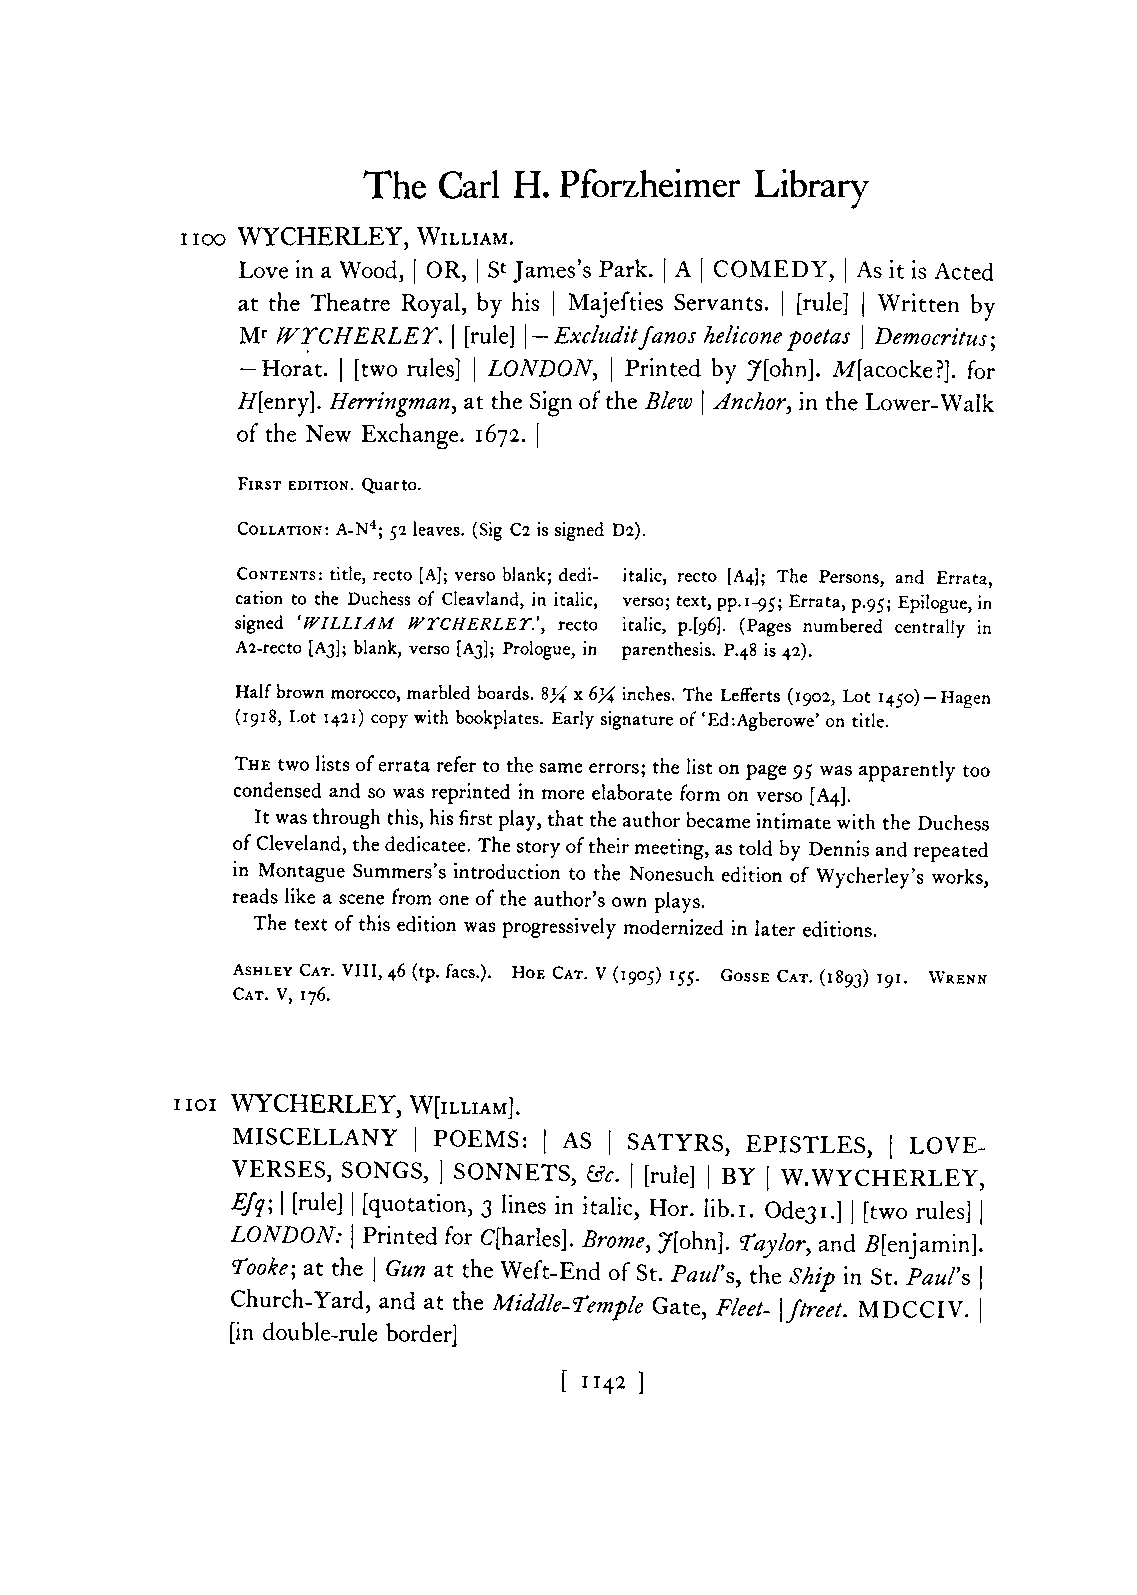 The Carl H. Pforzheimer Library
1100 WYCHERLEY, WILLIAM.
Love in a Wood, | OR, | Sᵗ James's Park. | A | COMEDY, | As it is Acted
at the Theatre Royal, by his | Majeſties Servants. | [rule] | Written by
Mʳ WYCHERLEY. | [rule] | — Excludit ſanos helicone poetas | Democritus;
— Horat. | [two rules] | LONDON, | Printed by J[ohn]. M[acocke?]. for
H[enry]. Herringman, at the Sign of the Blew | Anchor, in the Lower-Walk
of the New Exchange. 1672. |
FIRST EDITION. Quarto.
COLLATION: A-N⁴; 52 leaves. (Sig C2 is signed D2).
CONTENTS: title, recto [A]; verso blank; dedi-
cation to the Duchess of Cleavland, in italic,
signed 'WILLIAM WYCHERLEY.', recto
A2-recto [A3]; blank, verso [A3]; Prologue, in
italic, recto [A4]; The Persons, and Errata,
verso; text, pp.1-95; Errata, p.95; Epilogue, in
italic, p.[96]. (Pages numbered centrally in
parenthesis. P.48 is 42).
Half brown morocco, marbled boards. 8¾ x 6¼ inches. The Lefferts (1902, Lot 1450) — Hagen
(1918, Lot 1421) copy with bookplates. Early signature of 'Ed:Agberowe' on title.
THE two lists of errata refer to the same errors; the list on page 95 was apparently too
condensed and so was reprinted in more elaborate form on verso [A4].
It was through this, his first play, that the author became intimate with the Duchess
of Cleveland, the dedicatee. The story of their meeting, as told by Dennis and repeated
in Montague Summers's introduction to the Nonesuch edition of Wycherley's works,
reads like a scene from one of the author's own plays.
The text of this edition was progressively modernized in later editions.
ASHLEY CAT. VIII, 46 (tp. facs.). HOE CAT. V (1905) 155. GOSSE CAT. (1893) 191. WRENN
CAT. V, 176.
1101 WYCHERLEY, W[ILLIAM].
MISCELLANY | POEMS: | AS | SATYRS, EPISTLES, | LOVE-
VERSES, SONGS, | SONNETS, &c. | [rule] | BY | W.WYCHERLEY,
Eſq; | [rule] | [quotation, 3 lines in italic, Hor. lib.1. Ode31.] | [two rules] |
LONDON: | Printed for C[harles]. Brome, J[ohn]. Taylor, and B[enjamin].
Tooke; at the | Gun at the Weſt-End of St. Paul's, the Ship in St. Paul's |
Church-Yard, and at the Middle-Temple Gate, Fleet- | ſtreet. MDCCIV. |
[in double-rule border]
[ 1142 ]